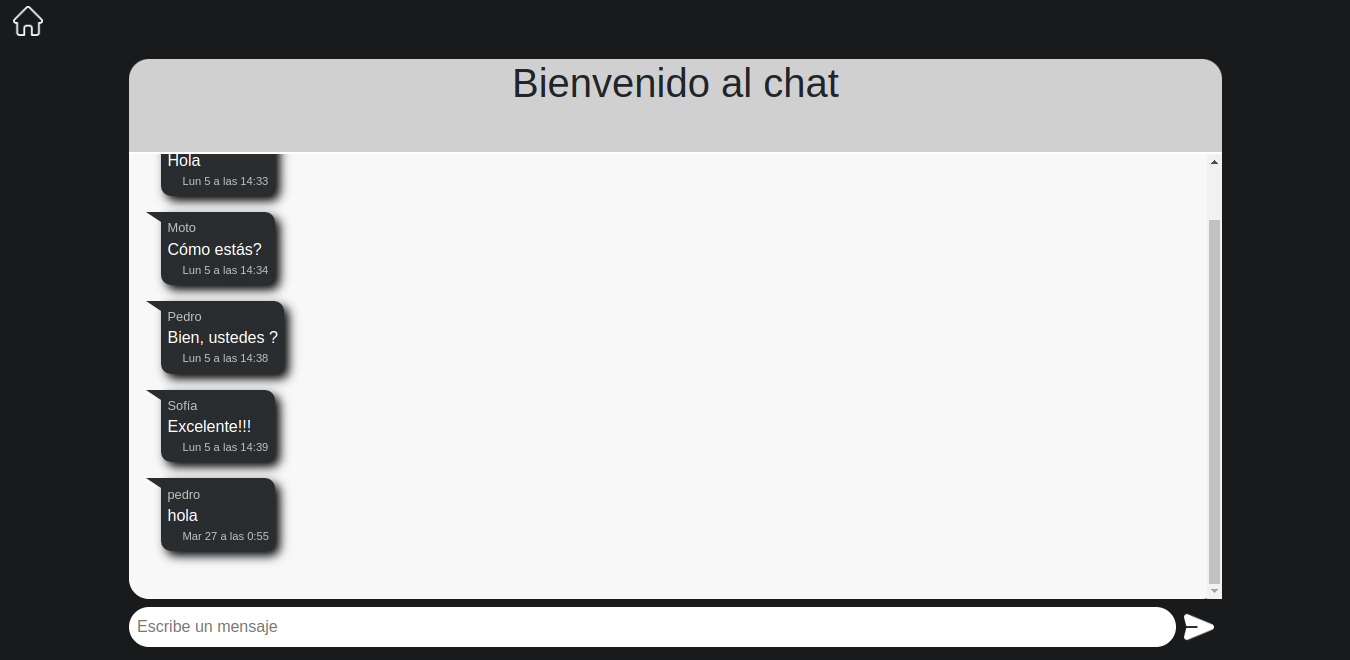 Bienvenido al chat
Hola
Lun 5 a las 14:33
Moto
Cómo estás?
Lun 5 a las 14:34
Pedro
Bien, ustedes ?
Lun 5 a las 14:38
Sofía
Excelente!!!
Lun 5 a las 14:39
pedro
hola
Mar 27 a las 0:55
Escribe un mensaje